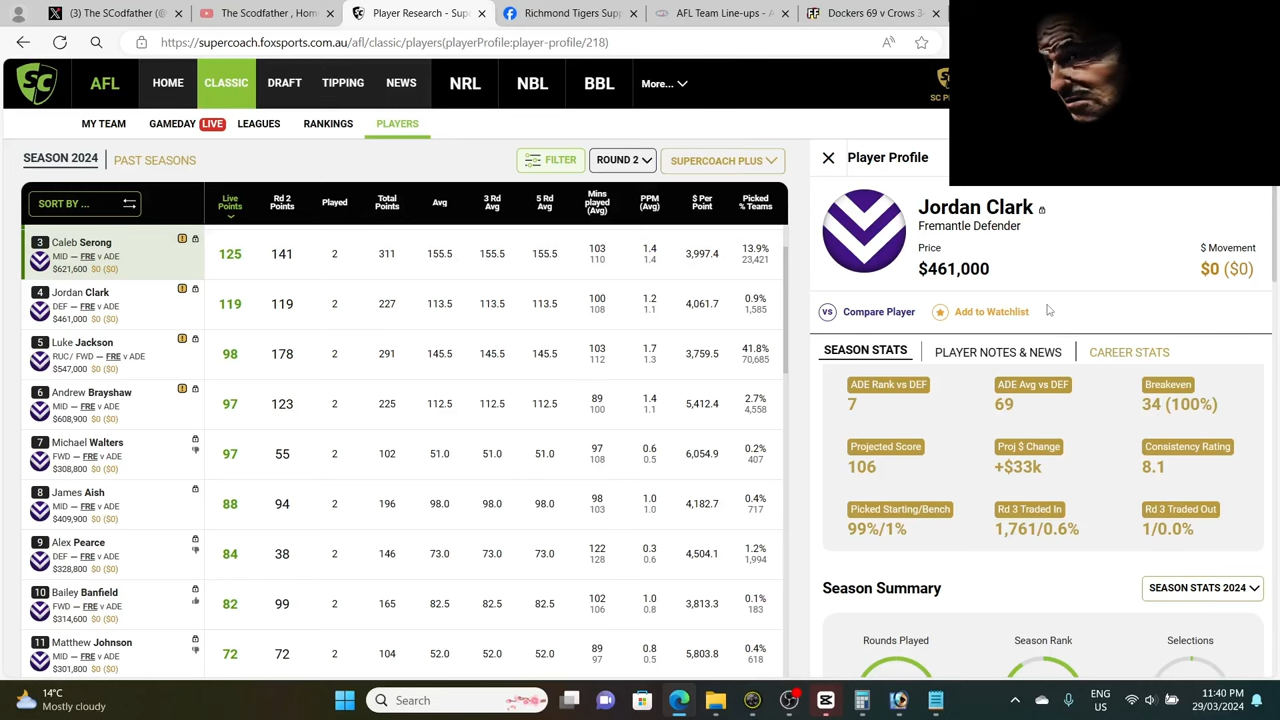 (3) The SCodfather (@
The Scodfather, Home
Player Research - Supe
Richmond Tigers Supp
AFL Team Line-ups - A
Dockers 69 v Crows 34
https://supercoach.foxsports.com.au/afl/classic/players(playerProfile:player-profile/218)
SC AFL HOME CLASSIC DRAFT TIPPING NEWS NRL NBL BBL More...
SC P
MY TEAM GAMEDAY LIVE LEAGUES RANKINGS PLAYERS
SEASON 2024 PAST SEASONS FILTER ROUND 2 SUPERCOACH PLUS
SORT BY ...
Live Points
Rd 2 Points
Played
Total Points
Avg
3 Rd Avg
5 Rd Avg
Mins played (Avg)
PPM (Avg)
$ Per Point
Picked % Teams
3 Caleb Serong
MID — FRE v ADE
$621,600 $0 ($0)
125 141 2 311 155.5 155.5 155.5 103 110 1.4 1.4 3,997.4 13.9% 23,421
4 Jordan Clark
DEF — FRE v ADE
$461,000 $0 ($0)
119 119 2 227 113.5 113.5 113.5 100 108 1.2 1.1 4,061.7 0.9% 1,585
5 Luke Jackson
RUC/ FWD — FRE v ADE
$547,000 $0 ($0)
98 178 2 291 145.5 145.5 145.5 103 112 1.7 1.3 3,759.5 41.8% 70,685
6 Andrew Brayshaw
MID — FRE v ADE
$608,900 $0 ($0)
97 123 2 225 112.5 112.5 112.5 89 100 1.4 1.1 5,412.4 2.7% 4,558
7 Michael Walters
FWD — FRE v ADE
$308,800 $0 ($0)
97 55 2 102 51.0 51.0 51.0 97 108 0.6 0.5 6,054.9 0.2% 407
8 James Aish
MID — FRE v ADE
$409,900 $0 ($0)
88 94 2 196 98.0 98.0 98.0 98 103 1.0 1.0 4,182.7 0.4% 717
9 Alex Pearce
DEF — FRE v ADE
$328,800 $0 ($0)
84 38 2 146 73.0 73.0 73.0 122 128 0.3 0.6 4,504.1 1.2% 1,994
10 Bailey Banfield
FWD — FRE v ADE
$314,600 $0 ($0)
82 99 2 165 82.5 82.5 82.5 102 106 1.0 0.8 3,813.3 0.1% 183
11 Matthew Johnson
MID — FRE v ADE
$301,800 $0 ($0)
72 72 2 104 52.0 52.0 52.0 89 97 0.8 0.5 5,803.8 0.4% 618
Player Profile
Jordan Clark
Fremantle Defender
Price $ Movement
$461,000 $0 ($0)
VS Compare Player Add to Watchlist
SEASON STATS PLAYER NOTES & NEWS CAREER STATS
ADE Rank vs DEF ADE Avg vs DEF Breakeven
7 69 34 (100%)
Projected Score Proj $ Change Consistency Rating
106 +$33k 8.1
Picked Starting/Bench Rd 3 Traded In Rd 3 Traded Out
99%/1% 1,761/0.6% 1/0.0%
Season Summary SEASON STATS 2024
Rounds Played Season Rank Selections
14°C
Mostly cloudy
Search
ENG
US
11:40 PM
29/03/2024